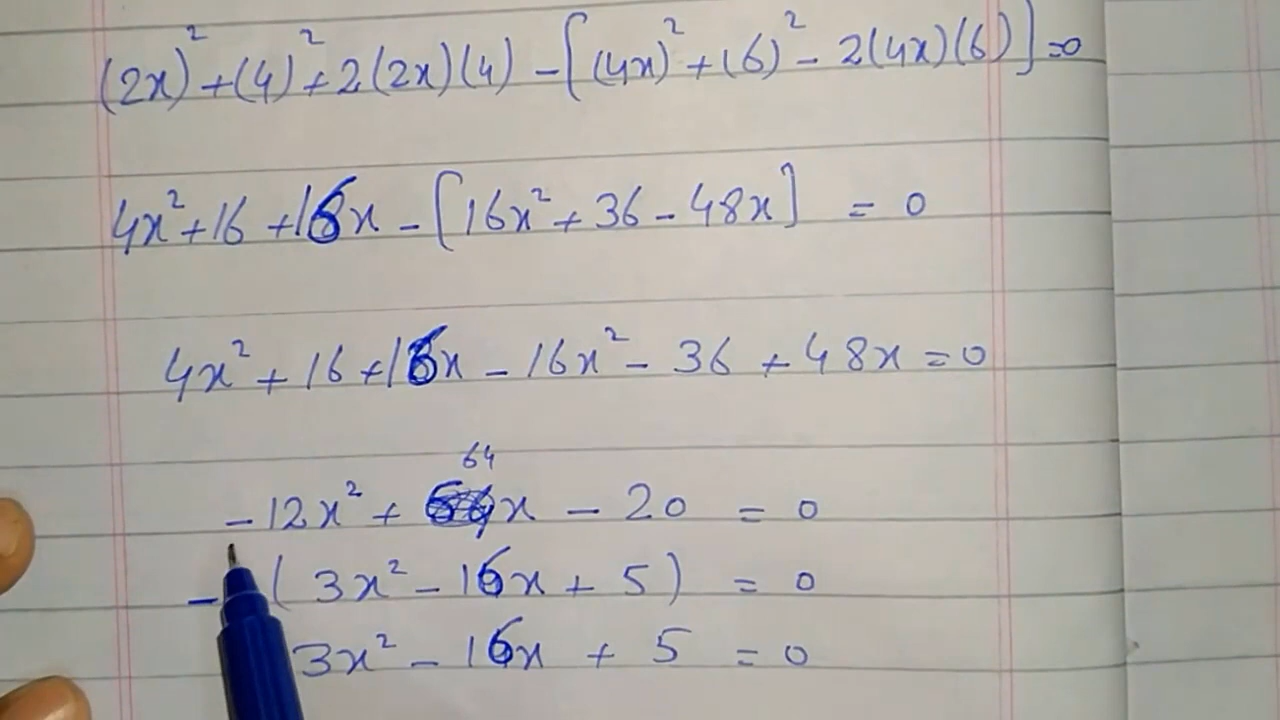 (2x)² + (4)² + 2(2x)(4) - [(4x)² + (6)² - 2(4x)(6)] = 0
4x² + 16 + 16x - [16x² + 36 - 48x] = 0
4x² + 16 + 16x - 16x² - 36 + 48x = 0
64
-12x² + x - 20 = 0
- (3x² - 16x + 5) = 0
3x² - 16x + 5 = 0